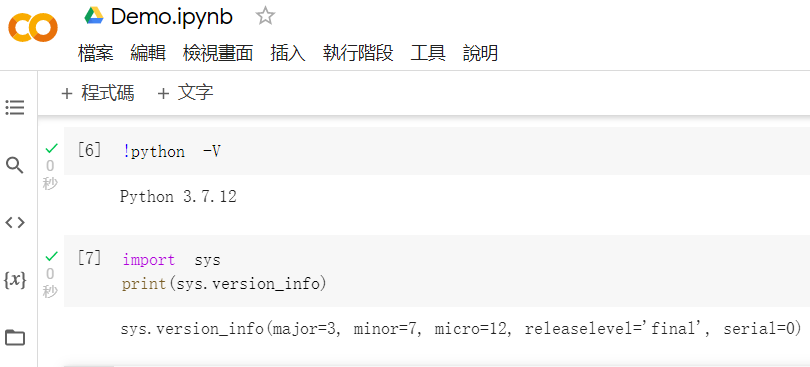 Demo.ipynb
檔案 編輯 檢視畫面 插入 執行階段 工具 說明
+ 程式碼 + 文字
[6] !python -V
0
秒
Python 3.7.12
[7] import sys
0 print(sys.version_info)
秒
{x}
sys.version_info(major=3, minor=7, micro=12, releaselevel='final', serial=0)